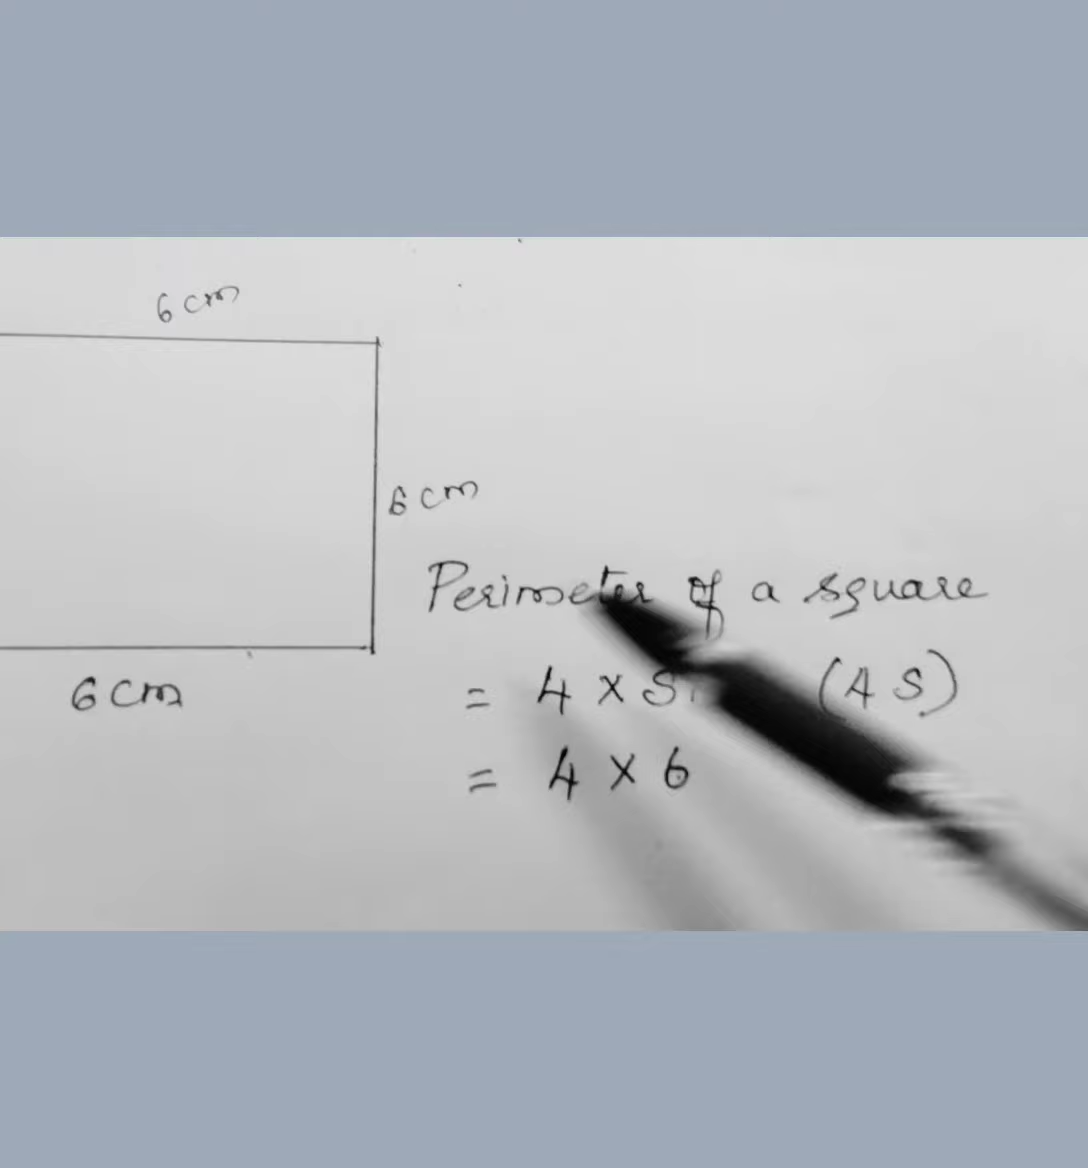 6 cm
6 cm
Perimeter of a square
= 4 × (4 S)
= 4 × 6
6 cm